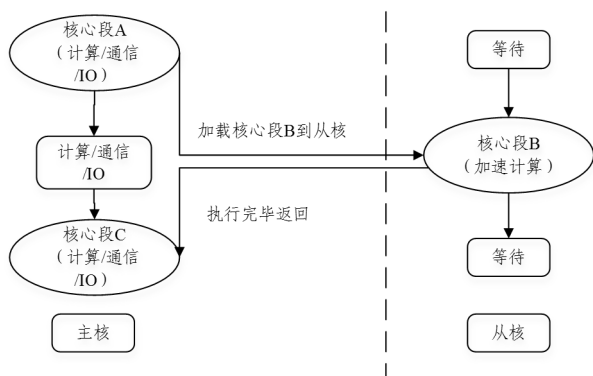 核心段A
（计算/通信
/IO）
等待
加载核心段B到从核
计算/通信
/IO
核心段B
（加速计算）
执行完毕返回
核心段C
（计算/通信
/IO）
等待
主核
从核